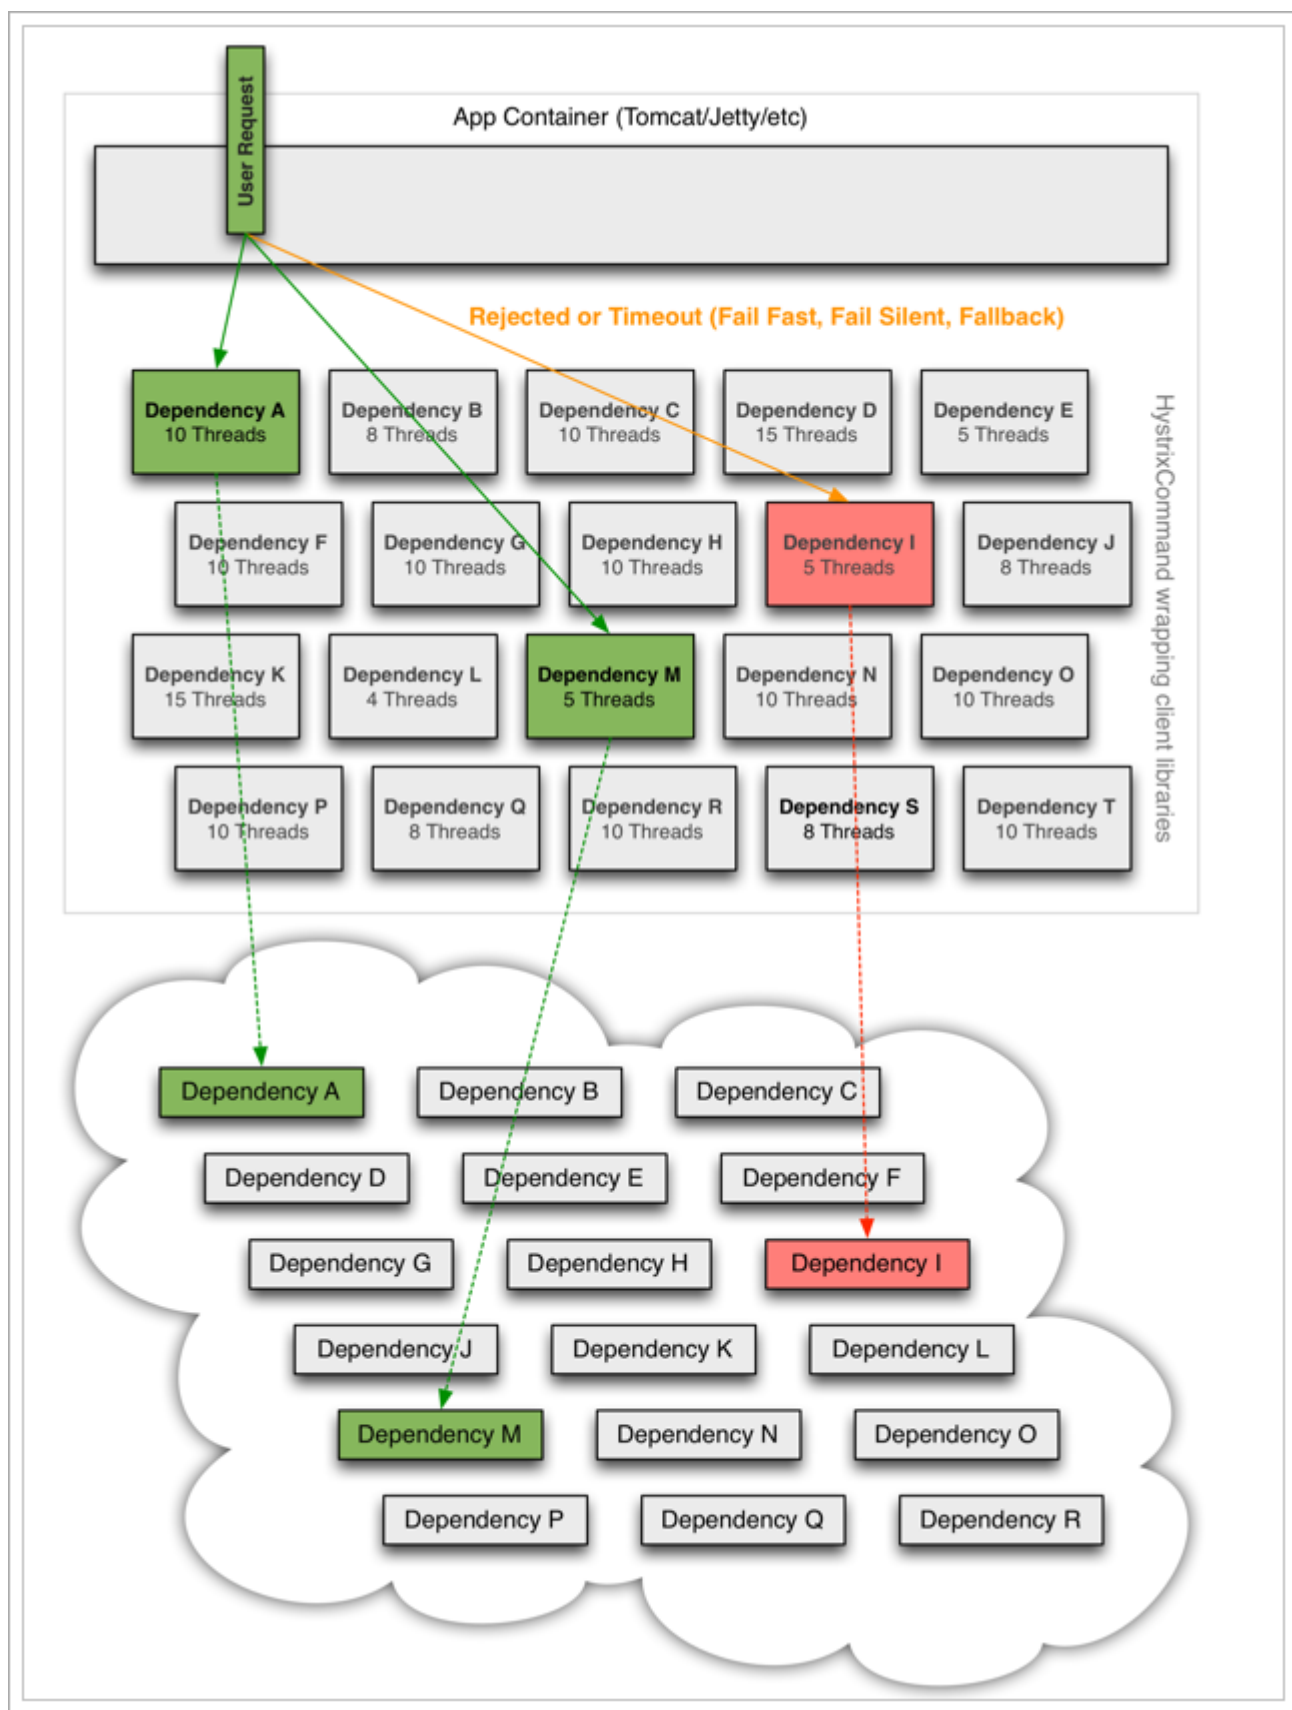 User Request
App Container (Tomcat/Jetty/etc)
Rejected or Timeout (Fail Fast, Fail Silent, Fallback)
Dependency A
10 Threads
Dependency B
8 Threads
Dependency C
10 Threads
Dependency D
15 Threads
Dependency E
5 Threads
Dependency F
10 Threads
Dependency G
10 Threads
Dependency H
10 Threads
Dependency I
5 Threads
Dependency J
8 Threads
Dependency K
15 Threads
Dependency L
4 Threads
Dependency M
5 Threads
Dependency N
10 Threads
Dependency O
10 Threads
Dependency P
10 Threads
Dependency Q
8 Threads
Dependency R
10 Threads
Dependency S
8 Threads
Dependency T
10 Threads
HystrixCommand wrapping client libraries
Dependency A
Dependency B
Dependency C
Dependency D
Dependency E
Dependency F
Dependency G
Dependency H
Dependency I
Dependency J
Dependency K
Dependency L
Dependency M
Dependency N
Dependency O
Dependency P
Dependency Q
Dependency R